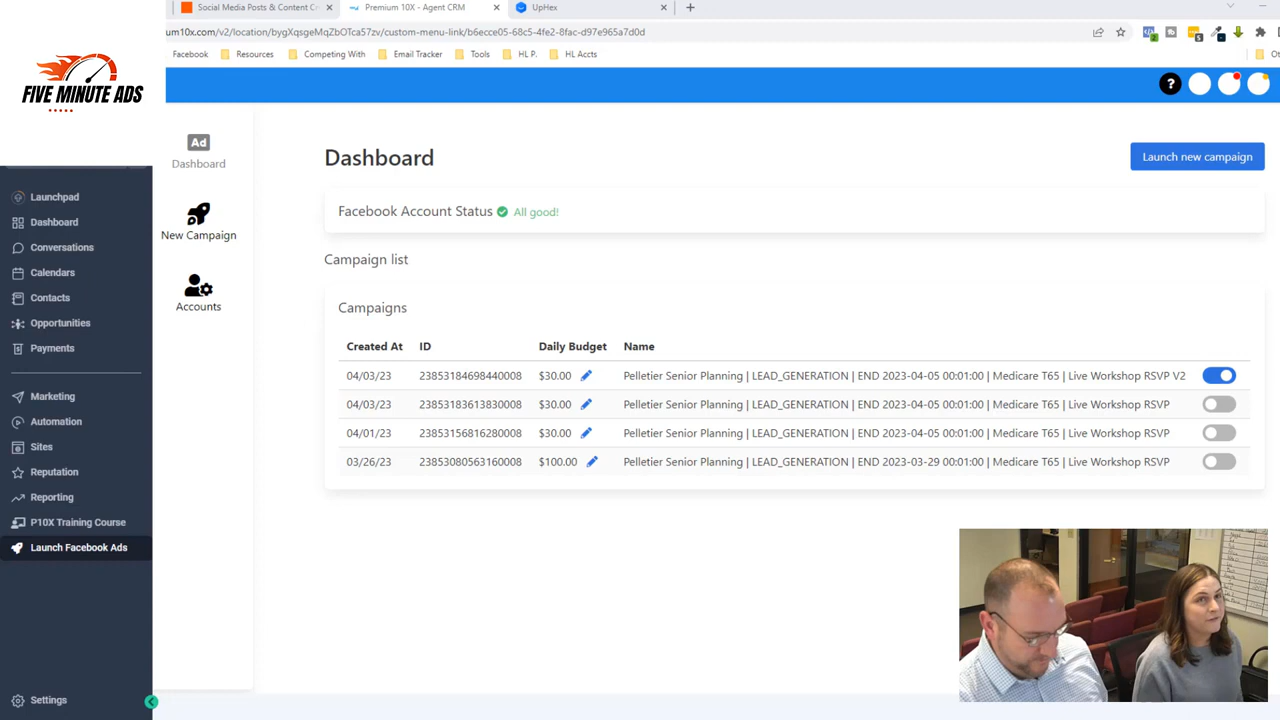 Social Media Posts & Content Cr
Premium 10X - Agent CRM
UpHex
um10x.com/v2/location/bygXqsgeMqZbOTca57zv/custom-menu-link/b6ecce05-68c5-4fe2-8fac-d97e965a7d0d
Facebook
Resources
Competing With
Email Tracker
Tools
HL P.
HL Accts
Ot
FIVE MINUTE ADS
?
Launchpad
Dashboard
Conversations
Calendars
Contacts
Opportunities
Payments
Marketing
Automation
Sites
Reputation
Reporting
P10X Training Course
Launch Facebook Ads
Settings
Ad
Dashboard
New Campaign
Accounts
Dashboard
Launch new campaign
Facebook Account Status All good!
Campaign list
Campaigns
Created At ID Daily Budget Name
04/03/23 23853184698440008 $30.00 Pelletier Senior Planning | LEAD_GENERATION | END 2023-04-05 00:01:00 | Medicare T65 | Live Workshop RSVP V2
04/03/23 23853183613830008 $30.00 Pelletier Senior Planning | LEAD_GENERATION | END 2023-04-05 00:01:00 | Medicare T65 | Live Workshop RSVP
04/01/23 23853156816280008 $30.00 Pelletier Senior Planning | LEAD_GENERATION | END 2023-04-05 00:01:00 | Medicare T65 | Live Workshop RSVP
03/26/23 23853080563160008 $100.00 Pelletier Senior Planning | LEAD_GENERATION | END 2023-03-29 00:01:00 | Medicare T65 | Live Workshop RSVP